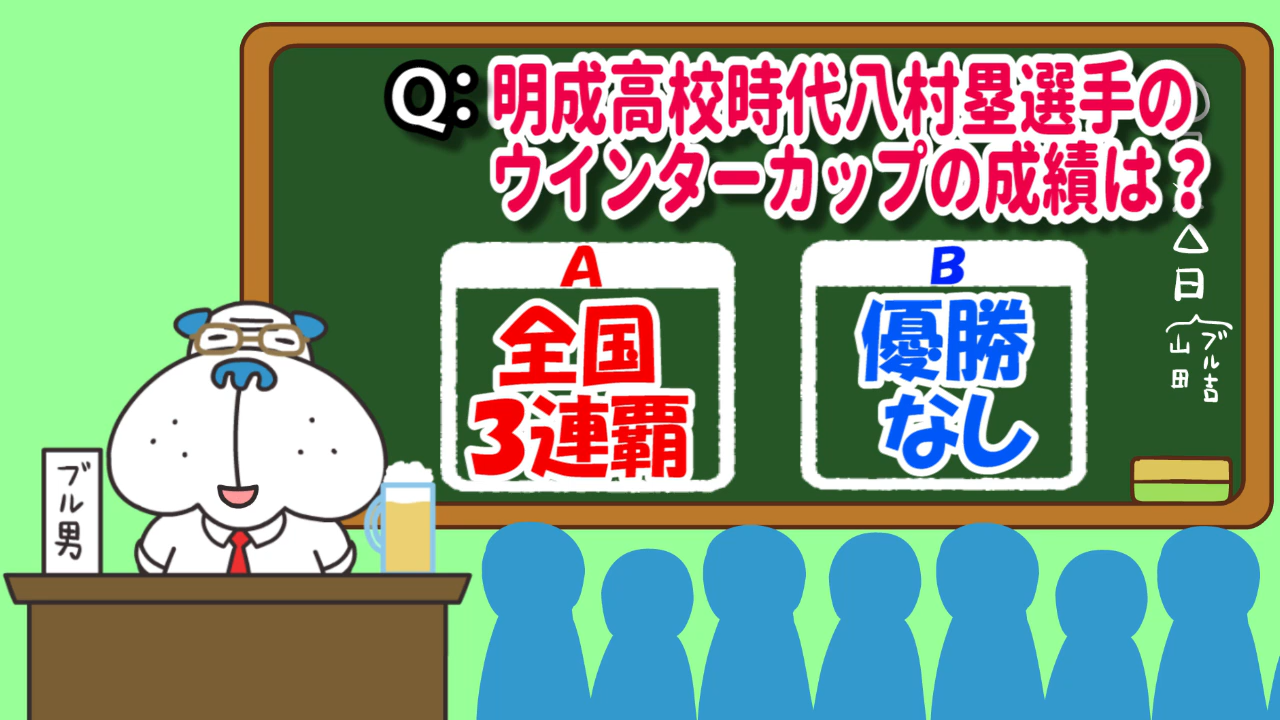 Q:明成高校時代八村塁選手の
ウインターカップの成績は？
A
全国
3連覇
B
優勝
なし
△
日
ブル吉
山田
ブル男